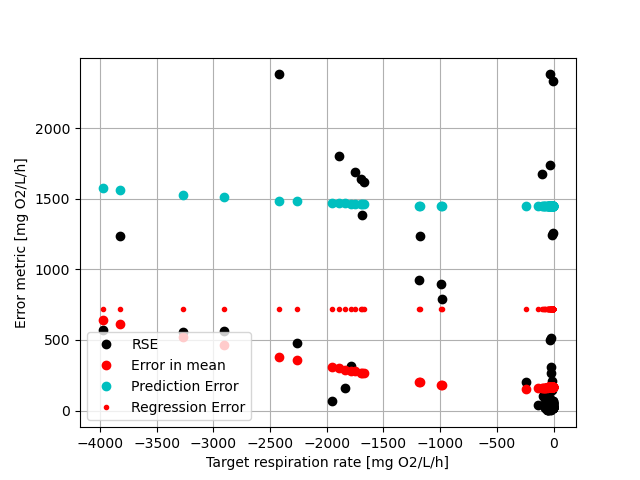 2000
1500
1000
500
0
Error metric [mg O2/L/h]
RSE
Error in mean
Prediction Error
Regression Error
−4000 −3500 −3000 −2500 −2000 −1500 −1000 −500 0
Target respiration rate [mg O2/L/h]